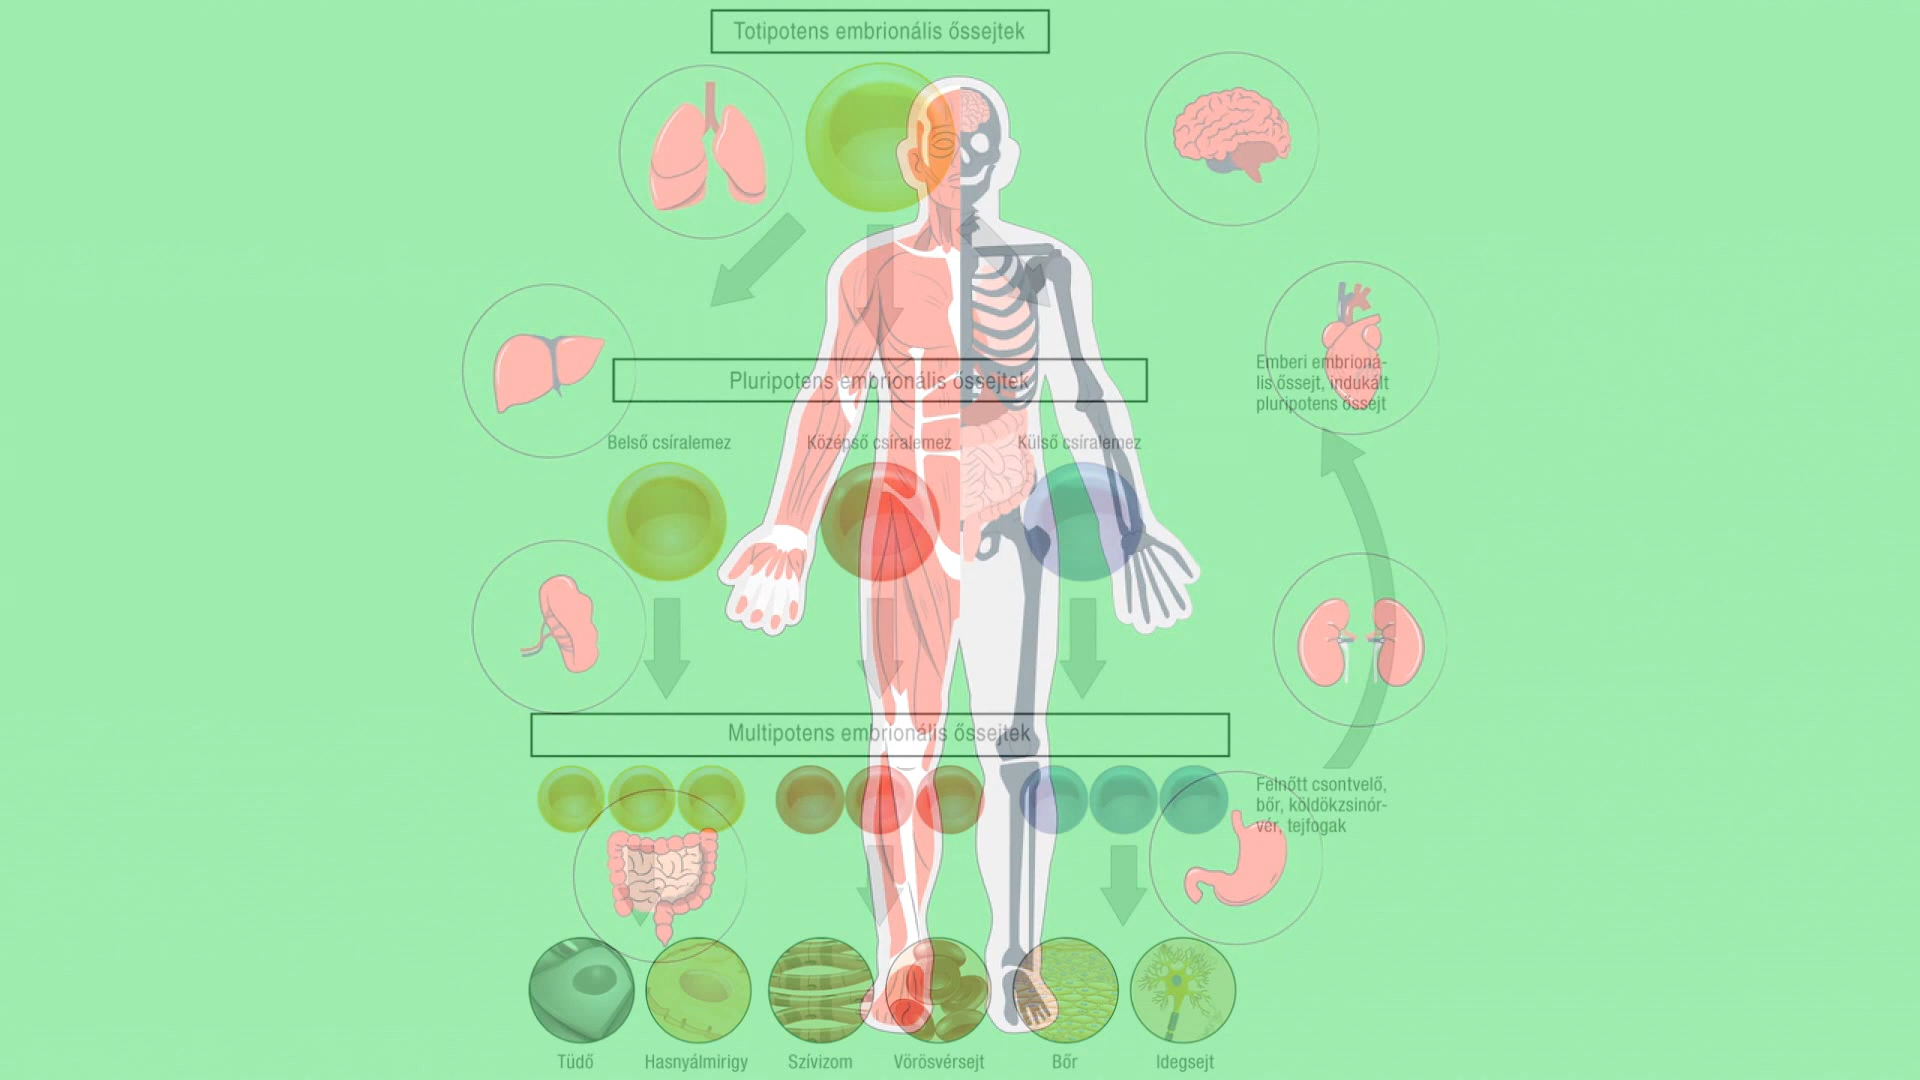 Totipotens embrionális őssejtek
Pluripotens embrionális őssejtek
Emberi embrioná-
lis őssejt, indukált
pluripotens őssejt
Belső csíralemez
Középső csíralemez
Külső csíralemez
Multipotens embrionális őssejtek
Felnőtt csontvelő,
bőr, köldökzsinór-
vér, tejfogak
Tüdő
Hasnyálmirigy
Szívizom
Vörösvérsejt
Bőr
Idegsejt